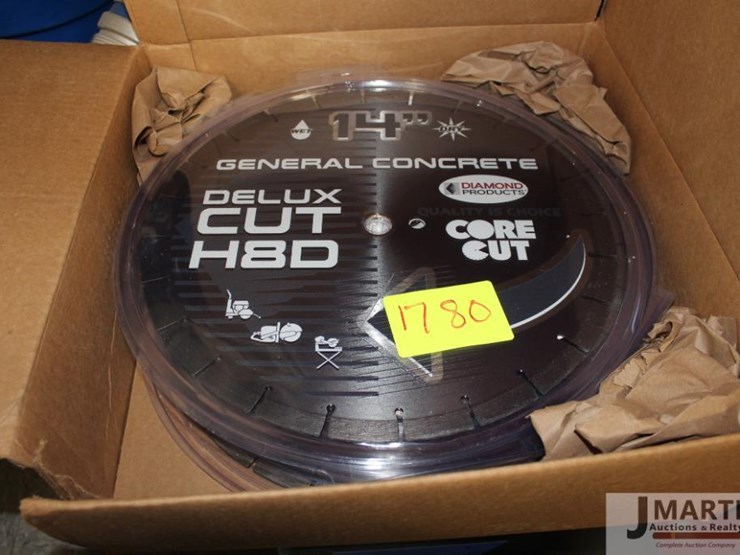 14"
WET
DRY
GENERAL CONCRETE
DIAMOND
PRODUCTS
DELUX
CUT
H8D
QUALITY IS CHOICE
CORE
CUT
1780
J MARTI
Auctions & Realty
Complete Auction Company